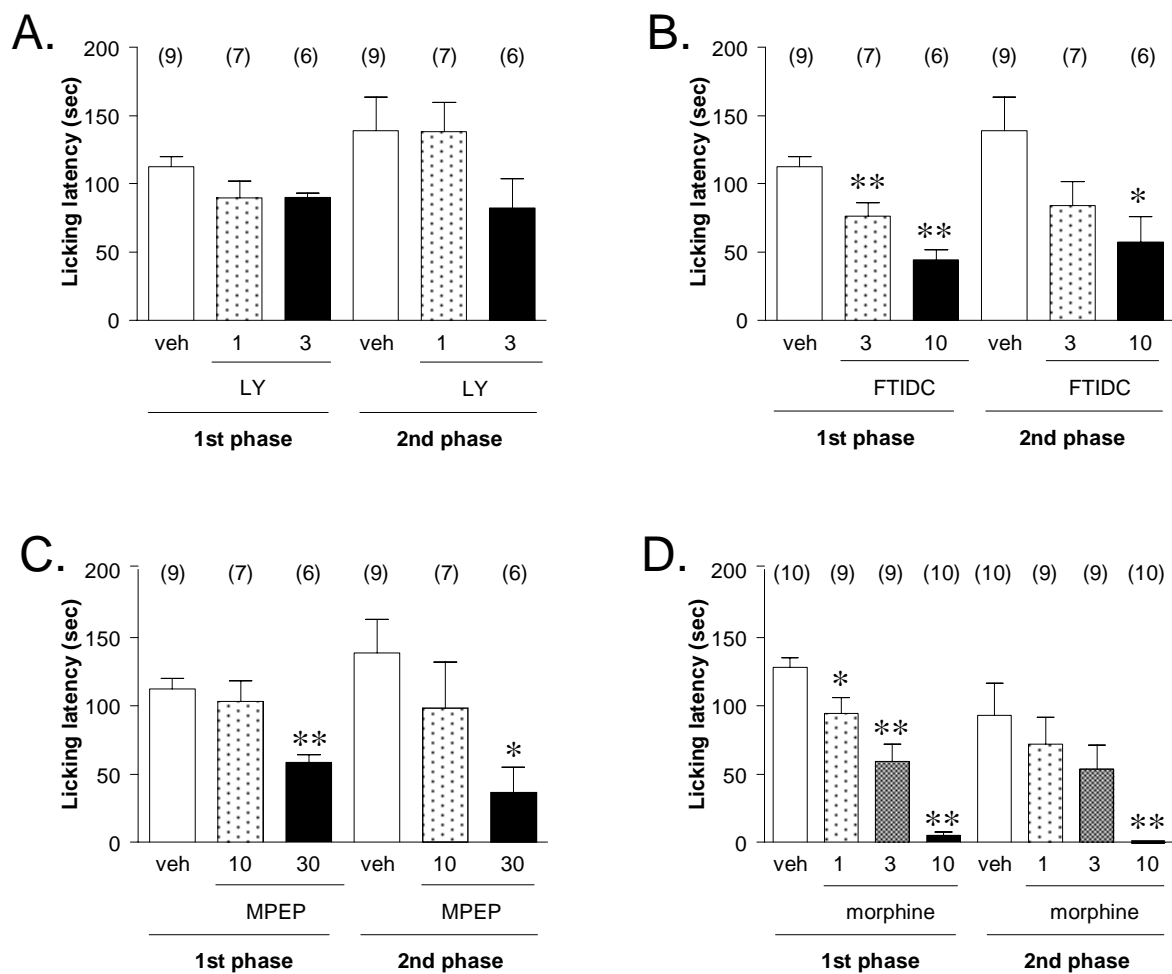 A.
Licking latency (sec)
200
150
100
50
0
(9) (7) (6) (9) (7) (6)
veh 1 3 veh 1 3
LY LY
1st phase 2nd phase
B.
Licking latency (sec)
200
150
100
50
0
(9) (7) (6) (9) (7) (6)
** ** *
veh 3 10 veh 3 10
FTIDC FTIDC
1st phase 2nd phase
C.
Licking latency (sec)
200
150
100
50
0
(9) (7) (6) (9) (7) (6)
** *
veh 10 30 veh 10 30
MPEP MPEP
1st phase 2nd phase
D.
Licking latency (sec)
200
150
100
50
0
(10) (9) (9) (10) (10) (9) (9) (10)
* ** ** **
veh 1 3 10 veh 1 3 10
morphine morphine
1st phase 2nd phase